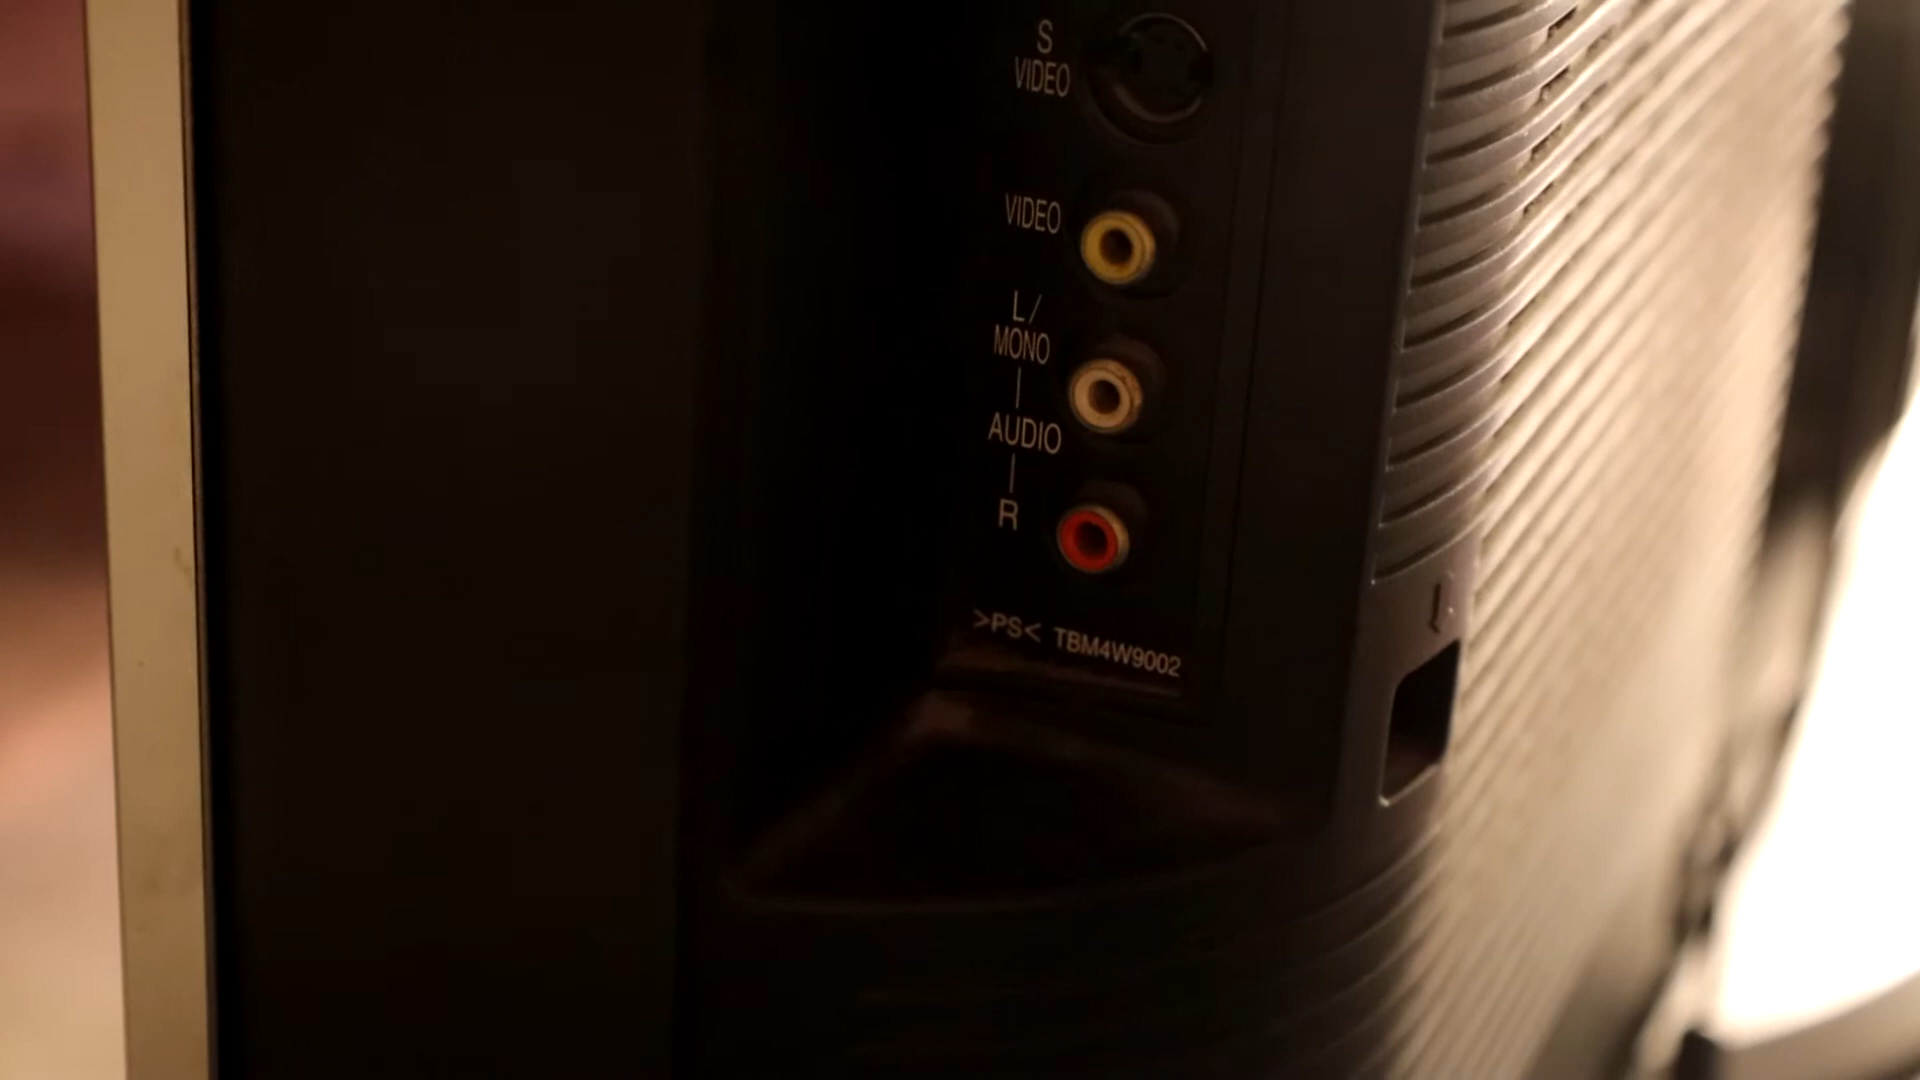 S
VIDEO
VIDEO
L/
MONO
AUDIO
R
>PS< TBM4W9002